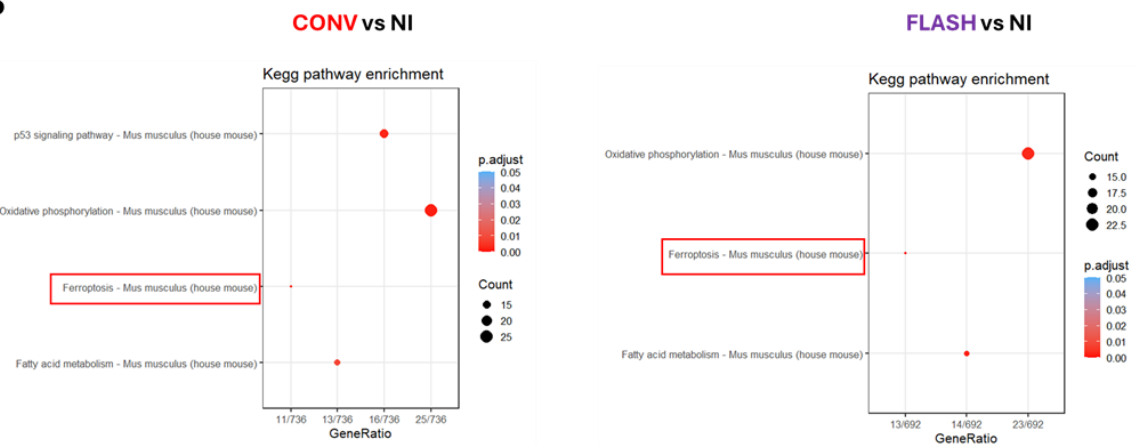 CONV vs NI
Kegg pathway enrichment
p53 signaling pathway - Mus musculus (house mouse)
Oxidative phosphorylation - Mus musculus (house mouse)
Ferroptosis - Mus musculus (house mouse)
Fatty acid metabolism - Mus musculus (house mouse)
11/736 13/736 16/736 25/736
GeneRatio
p.adjust
0.05
0.04
0.03
0.02
0.01
0.00
Count
15
20
25
FLASH vs NI
Kegg pathway enrichment
Oxidative phosphorylation - Mus musculus (house mouse)
Ferroptosis - Mus musculus (house mouse)
Fatty acid metabolism - Mus musculus (house mouse)
13/692 14/692 23/692
GeneRatio
Count
15.0
17.5
20.0
22.5
p.adjust
0.05
0.04
0.03
0.02
0.01
0.00